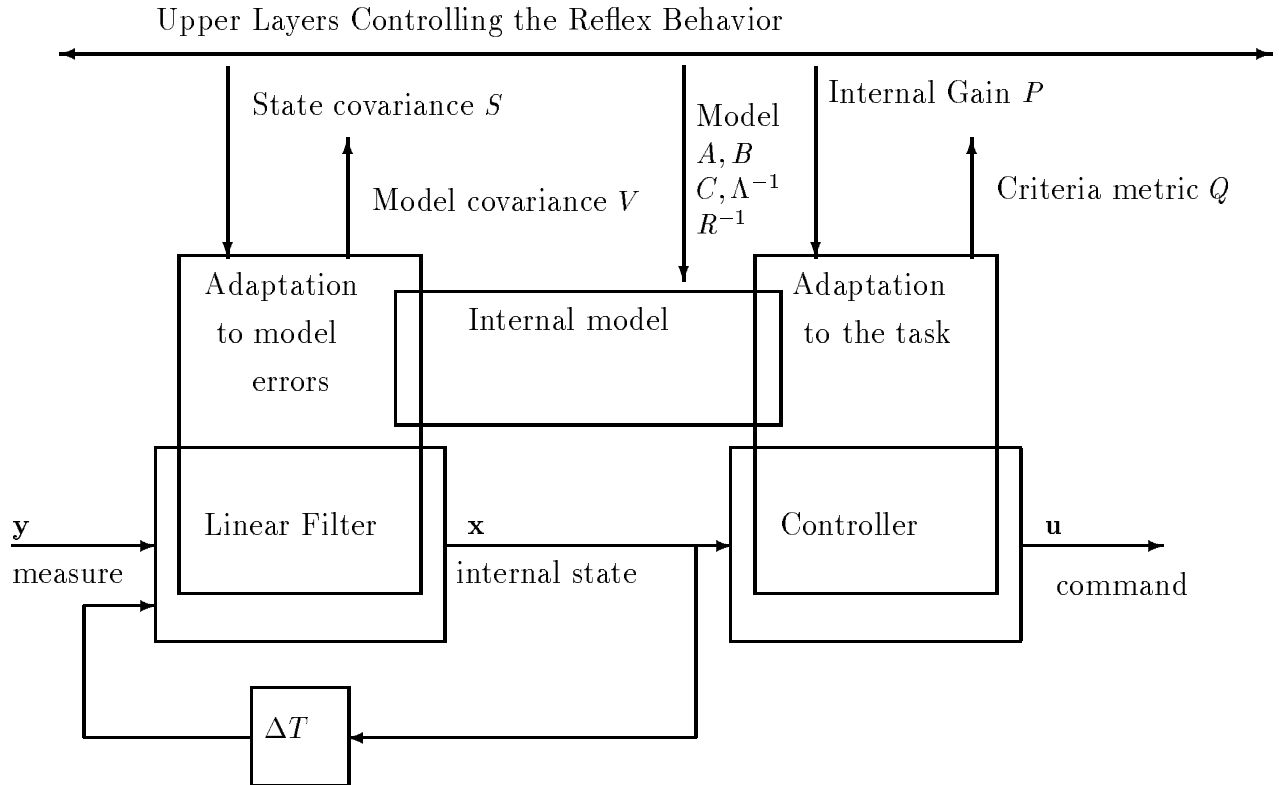 Upper Layers Controlling the Reflex Behavior
State covariance S
Internal Gain P
Model
A, B
C, Λ⁻¹
R⁻¹
Model covariance V
Criteria metric Q
Adaptation
to model
errors
Internal model
Adaptation
to the task
y
measure
Linear Filter
x
internal state
Controller
u
command
ΔT